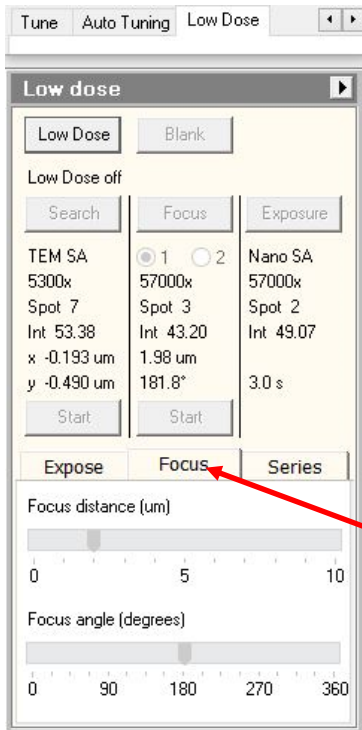 Tune Auto Tuning Low Dose
Low dose
Low Dose Blank
Low Dose off
Search Focus Exposure
TEM SA 1 2 Nano SA
5300x 57000x 57000x
Spot 7 Spot 3 Spot 2
Int 53.38 Int 43.20 Int 49.07
x -0.193 um 1.98 um
y -0.490 um 181.8° 3.0 s
Start Start
Expose Focus Series
Focus distance (um)
0 5 10
Focus angle (degrees)
0 90 180 270 360